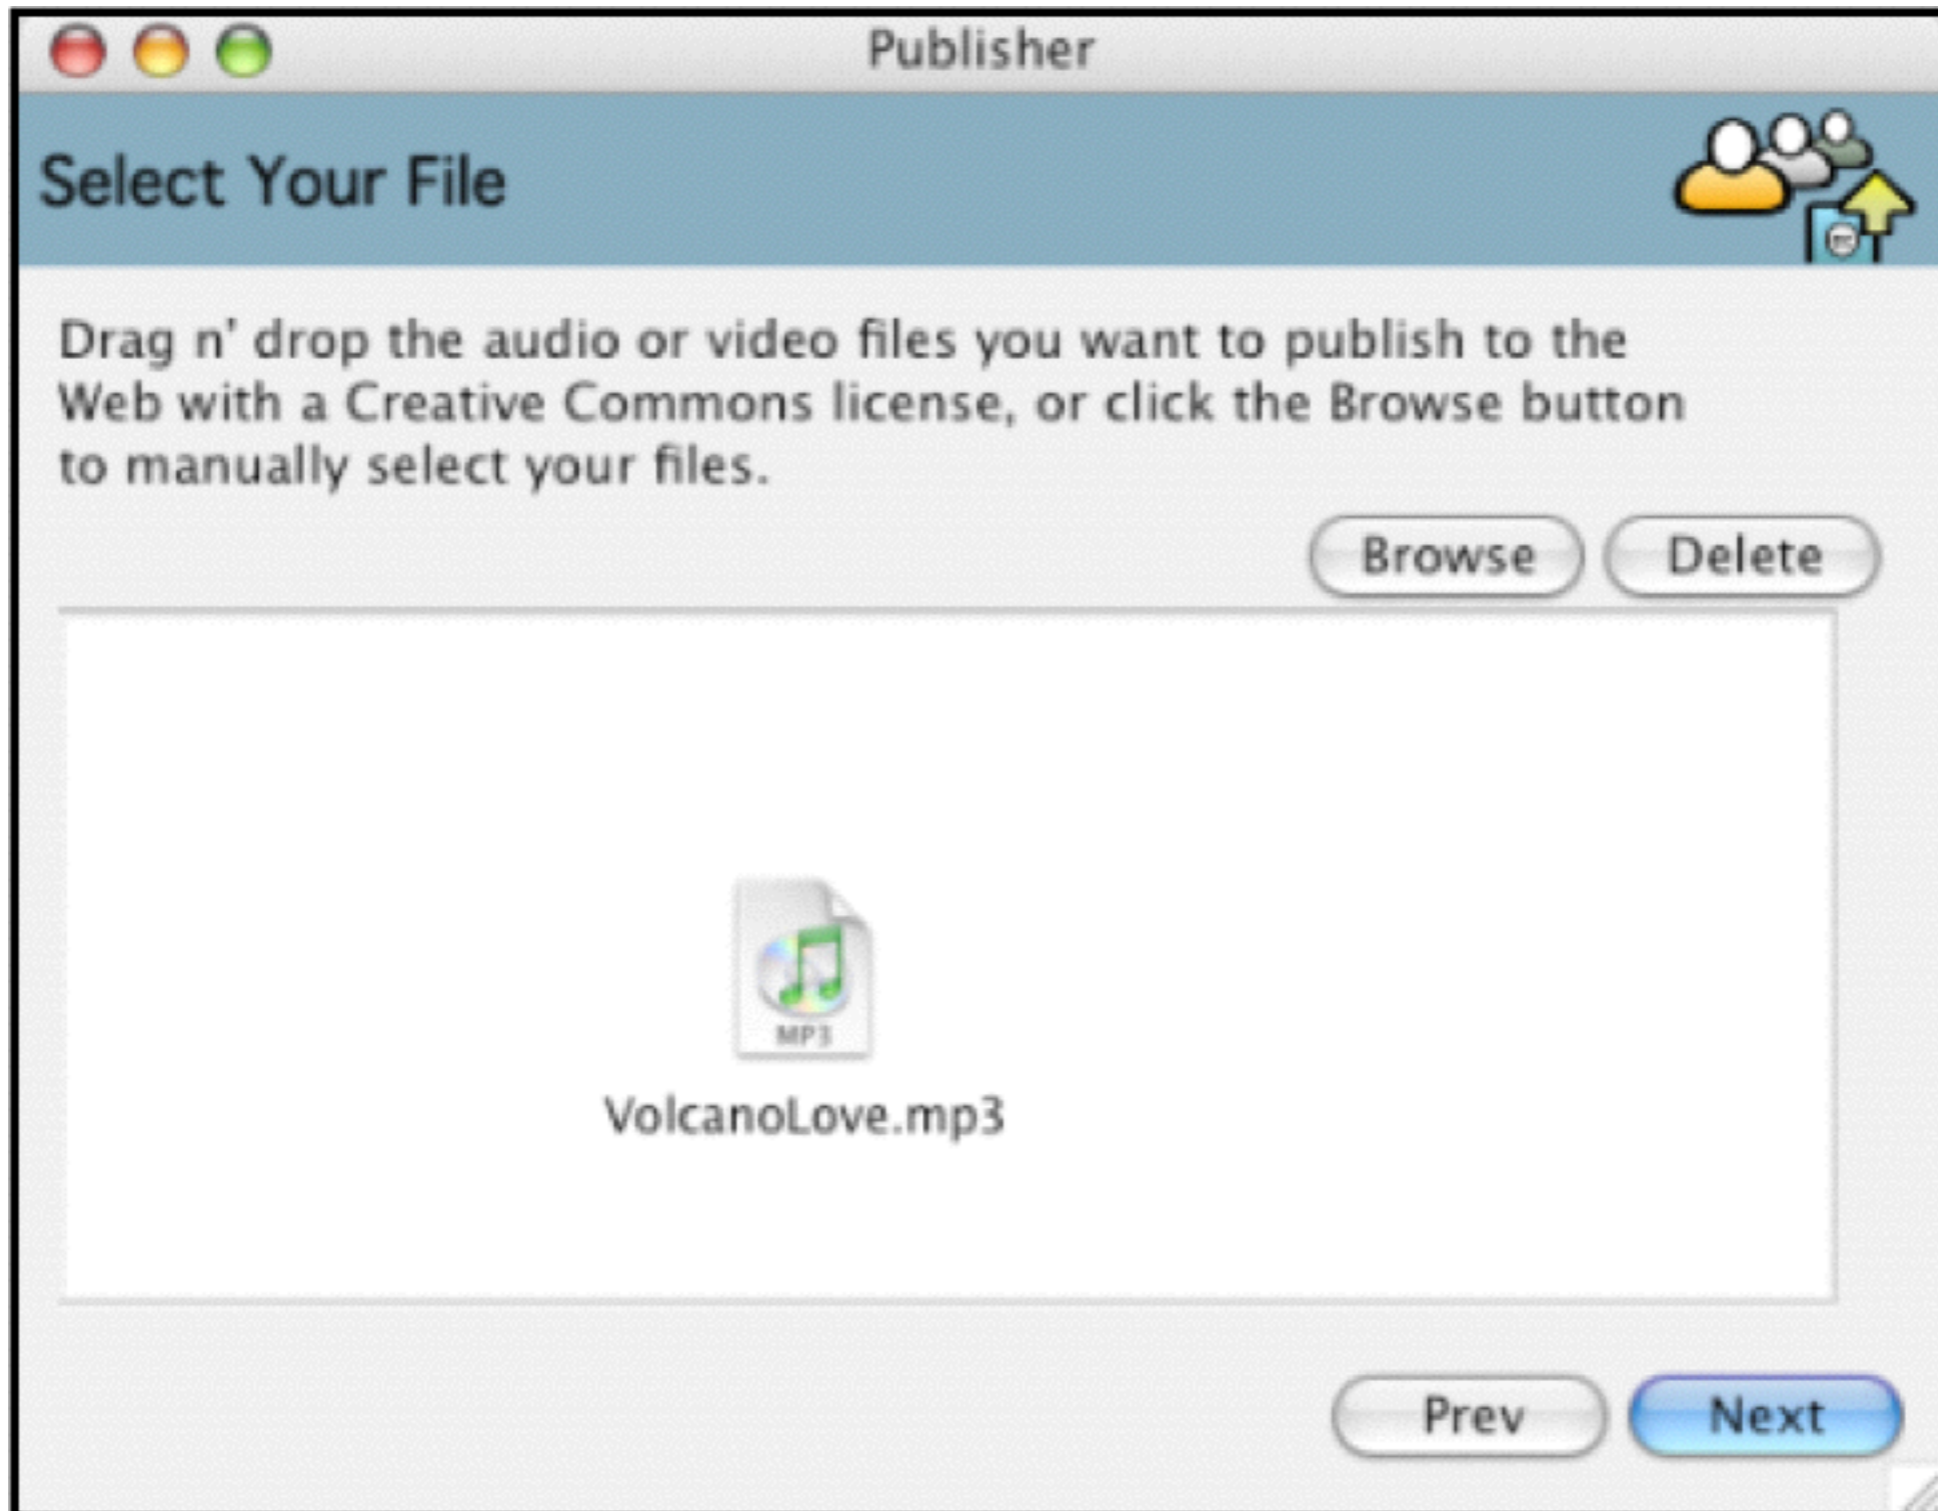 Publisher
Select Your File
Drag n' drop the audio or video files you want to publish to the
Web with a Creative Commons license, or click the Browse button
to manually select your files.
Browse Delete
MP3
VolcanoLove.mp3
Prev Next